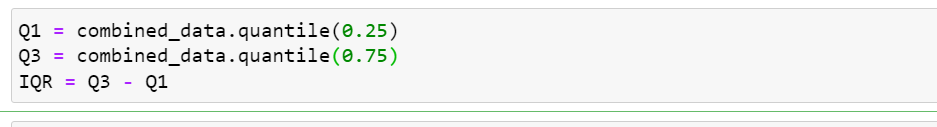 Q1 = combined_data.quantile(0.25)
Q3 = combined_data.quantile(0.75)
IQR = Q3 - Q1